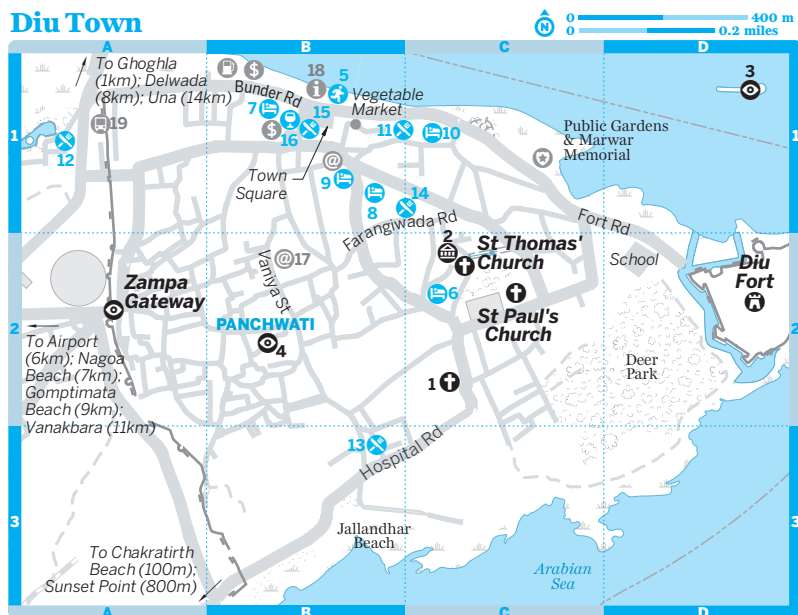 Diu Town
N
0
400 m
0
0.2 miles
A
B
C
D
To Ghoghla
(1km); Delwada
(8km); Una (14km)
$
18
5
3
Bunder Rd
Vegetable
Market
7
15
19
$
16
11
10
12
Public Gardens
& Marwar
Memorial
1
1
Town
Square
@
9
8
14
Farangiwada Rd
Fort Rd
2
St Thomas'
Church
School
@17
Vaniya St
Diu
Fort
Zampa
Gateway
6
St Paul's
Church
2
2
PANCHWATI
4
To Airport
(6km); Nagoa
Beach (7km);
Gomptimata
Beach (9km);
Vanakbara (11km)
Deer
Park
1
13
Hospital Rd
3
3
Jallandhar
Beach
To Chakratirth
Beach (100m);
Sunset Point (800m)
Arabian
Sea
A
B
C
D